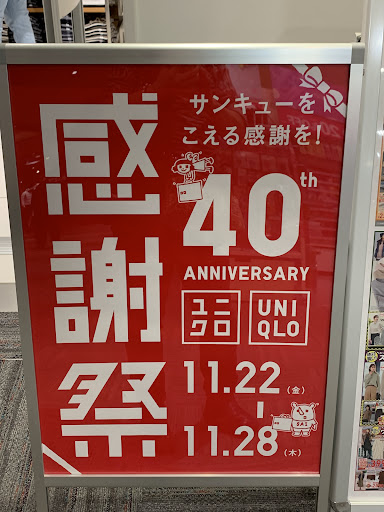 感謝祭
サンキューを
こえる感謝を!
40th
ANNIVERSARY
ユニ
クロ
UNI
QLO
11.22(金)
-
11.28(木)